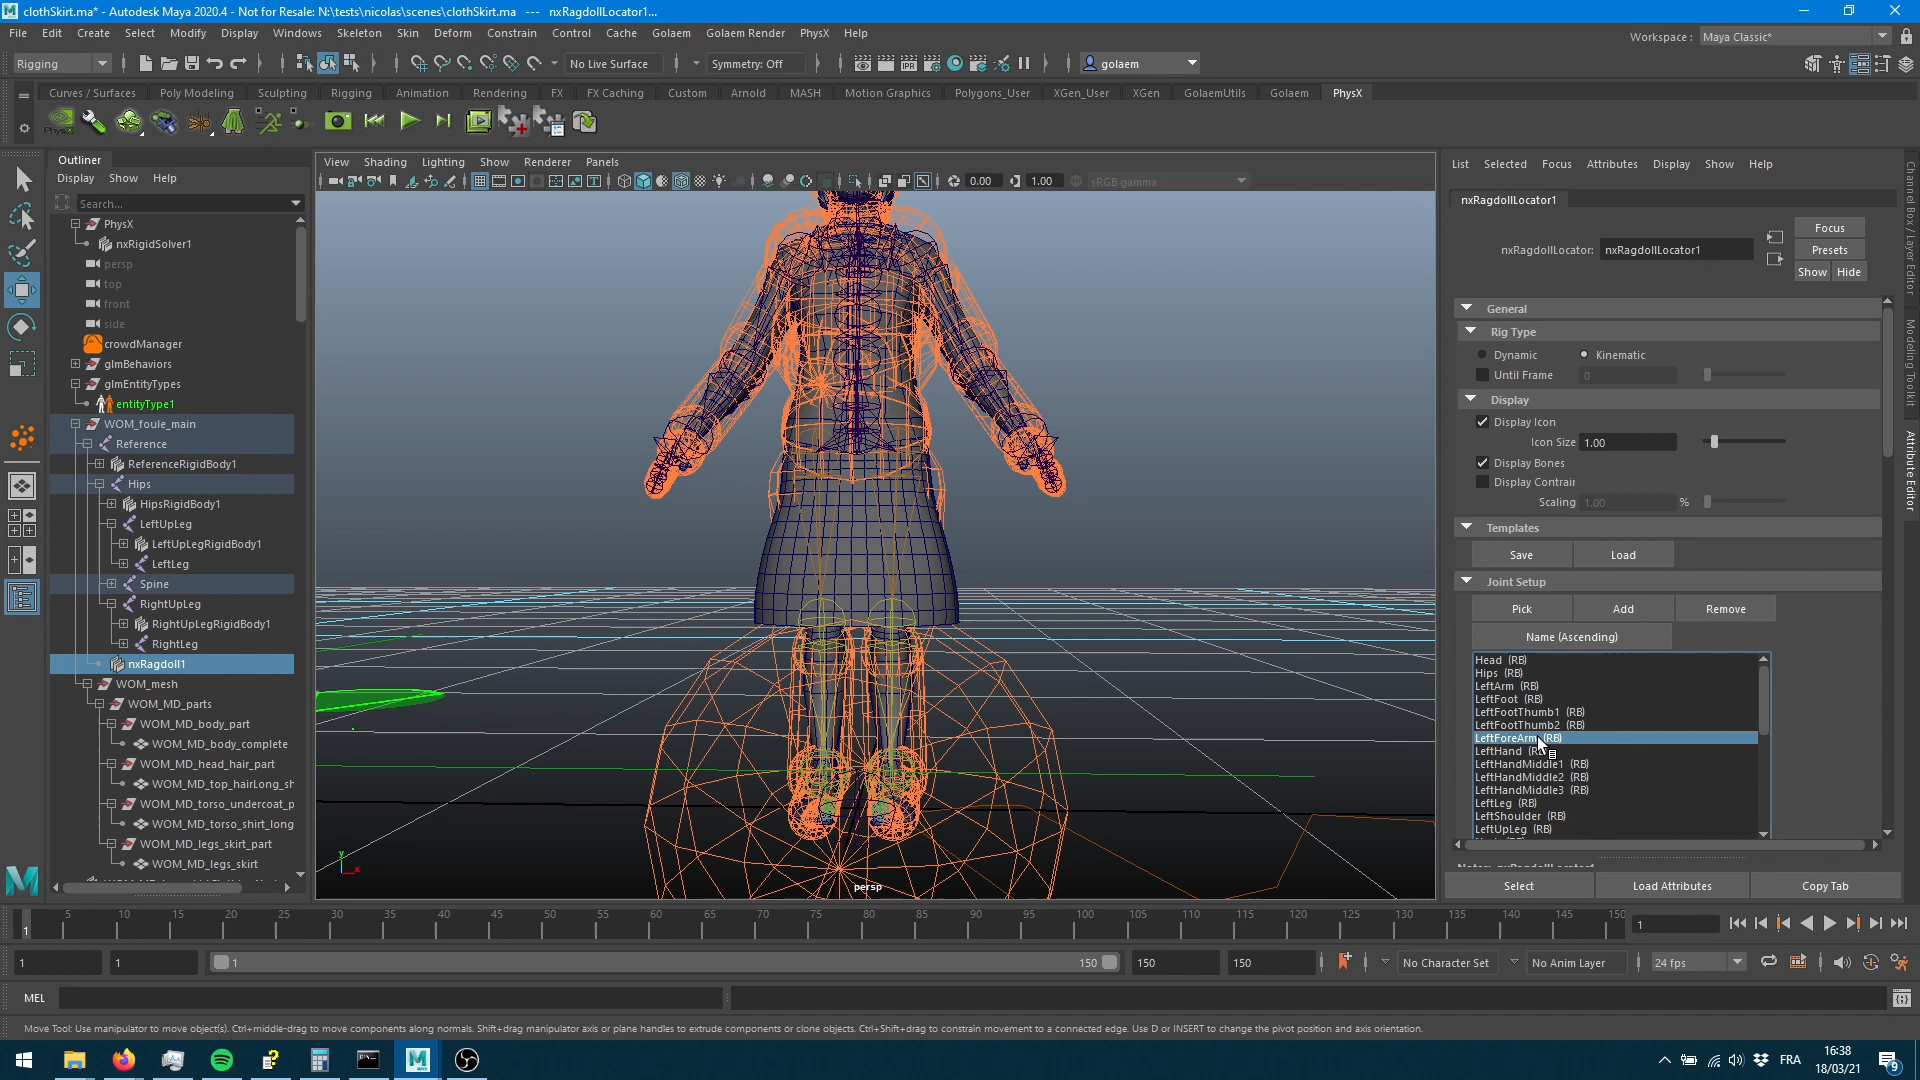 clothSkirt.ma* - Autodesk Maya 2020.4 - Not for Resale: N:\tests\nicolas\scenes\clothSkirt.ma --- nxRagdollLocator1...
File Edit Create Select Modify Display Windows Skeleton Skin Deform Constrain Control Cache Golaem Golaem Render PhysX Help
Workspace : Maya Classic*
Rigging No Live Surface Symmetry: Off golaem
Curves / Surfaces Poly Modeling Sculpting Rigging Animation Rendering FX FX Caching Custom Arnold MASH Motion Graphics Polygons_User XGen_User XGen GolaemUtils Golaem PhysX
Outliner
Display Show Help
Search...
PhysX
nxRigidSolver1
persp
top
front
side
crowdManager
glmBehaviors
glmEntityTypes
entityType1
WOM_foule_main
Reference
ReferenceRigidBody1
Hips
HipsRigidBody1
LeftUpLeg
LeftUpLegRigidBody1
LeftLeg
Spine
RightUpLeg
RightUpLegRigidBody1
RightLeg
nxRagdoll1
WOM_mesh
WOM_MD_parts
WOM_MD_body_part
WOM_MD_body_complete
WOM_MD_head_hair_part
WOM_MD_top_hairLong_sh
WOM_MD_torso_undercoat_p
WOM_MD_torso_shirt_long
WOM_MD_legs_skirt_part
WOM_MD_legs_skirt
View Shading Lighting Show Renderer Panels
0.00 1.00 sRGB gamma
y
x
persp
List Selected Focus Attributes Display Show Help
nxRagdollLocator1
nxRagdollLocator: nxRagdollLocator1
Focus
Presets
Show Hide
General
Rig Type
Dynamic Kinematic
Until Frame 0
Display
Display Icon
Icon Size 1.00
Display Bones
Display Contrair
Scaling 1.00 %
Templates
Save Load
Joint Setup
Pick Add Remove
Name (Ascending)
Head (RB)
Hips (RB)
LeftArm (RB)
LeftFoot (RB)
LeftFootThumb1 (RB)
LeftFootThumb2 (RB)
LeftForeArm (RB)
LeftHand
LeftHandMiddle1 (RB)
LeftHandMiddle2 (RB)
LeftHandMiddle3 (RB)
LeftLeg (RB)
LeftShoulder (RB)
LeftUpLeg (RB)
Select Load Attributes Copy Tab
Channel Box / Layer Editor
Modeling Toolkit
Attribute Editor
5 10 15 20 25 30 35 40 45 50 55 60 65 70 75 80 85 90 95 100 105 110 115 120 125 130 135 140 145 150
1
1
1 1 1 150 150 150 No Character Set No Anim Layer 24 fps
MEL
Move Tool: Use manipulator to move object(s). Ctrl+middle-drag to move components along normals. Shift+drag manipulator axis or plane handles to extrude components or clone objects. Ctrl+Shift+drag to constrain movement to a connected edge. Use D or INSERT to change the pivot position and axis orientation.
FRA
16:38
18/03/21
9